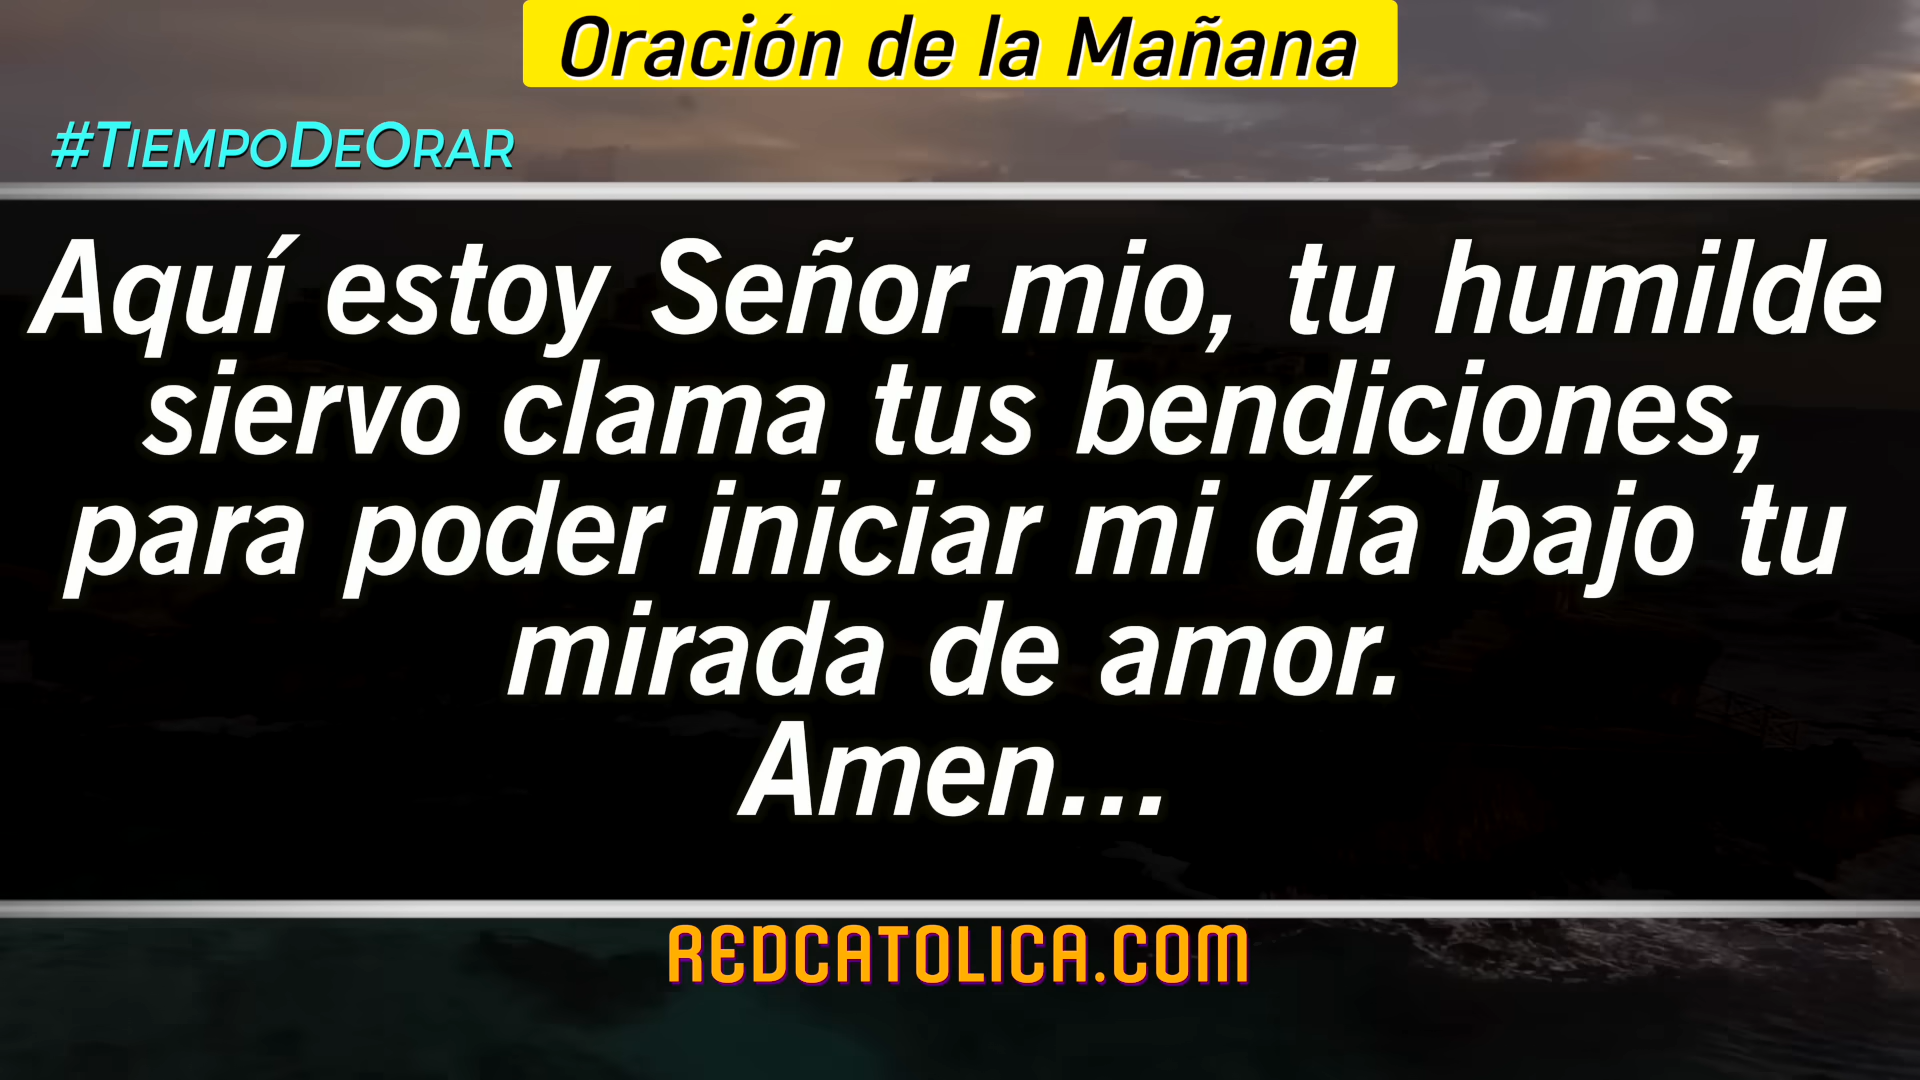 Oración de la Mañana
#TiempoDeOrar
Aquí estoy Señor mio, tu humilde
siervo clama tus bendiciones,
para poder iniciar mi día bajo tu
mirada de amor.
Amen...
REDCATOLICA.COM